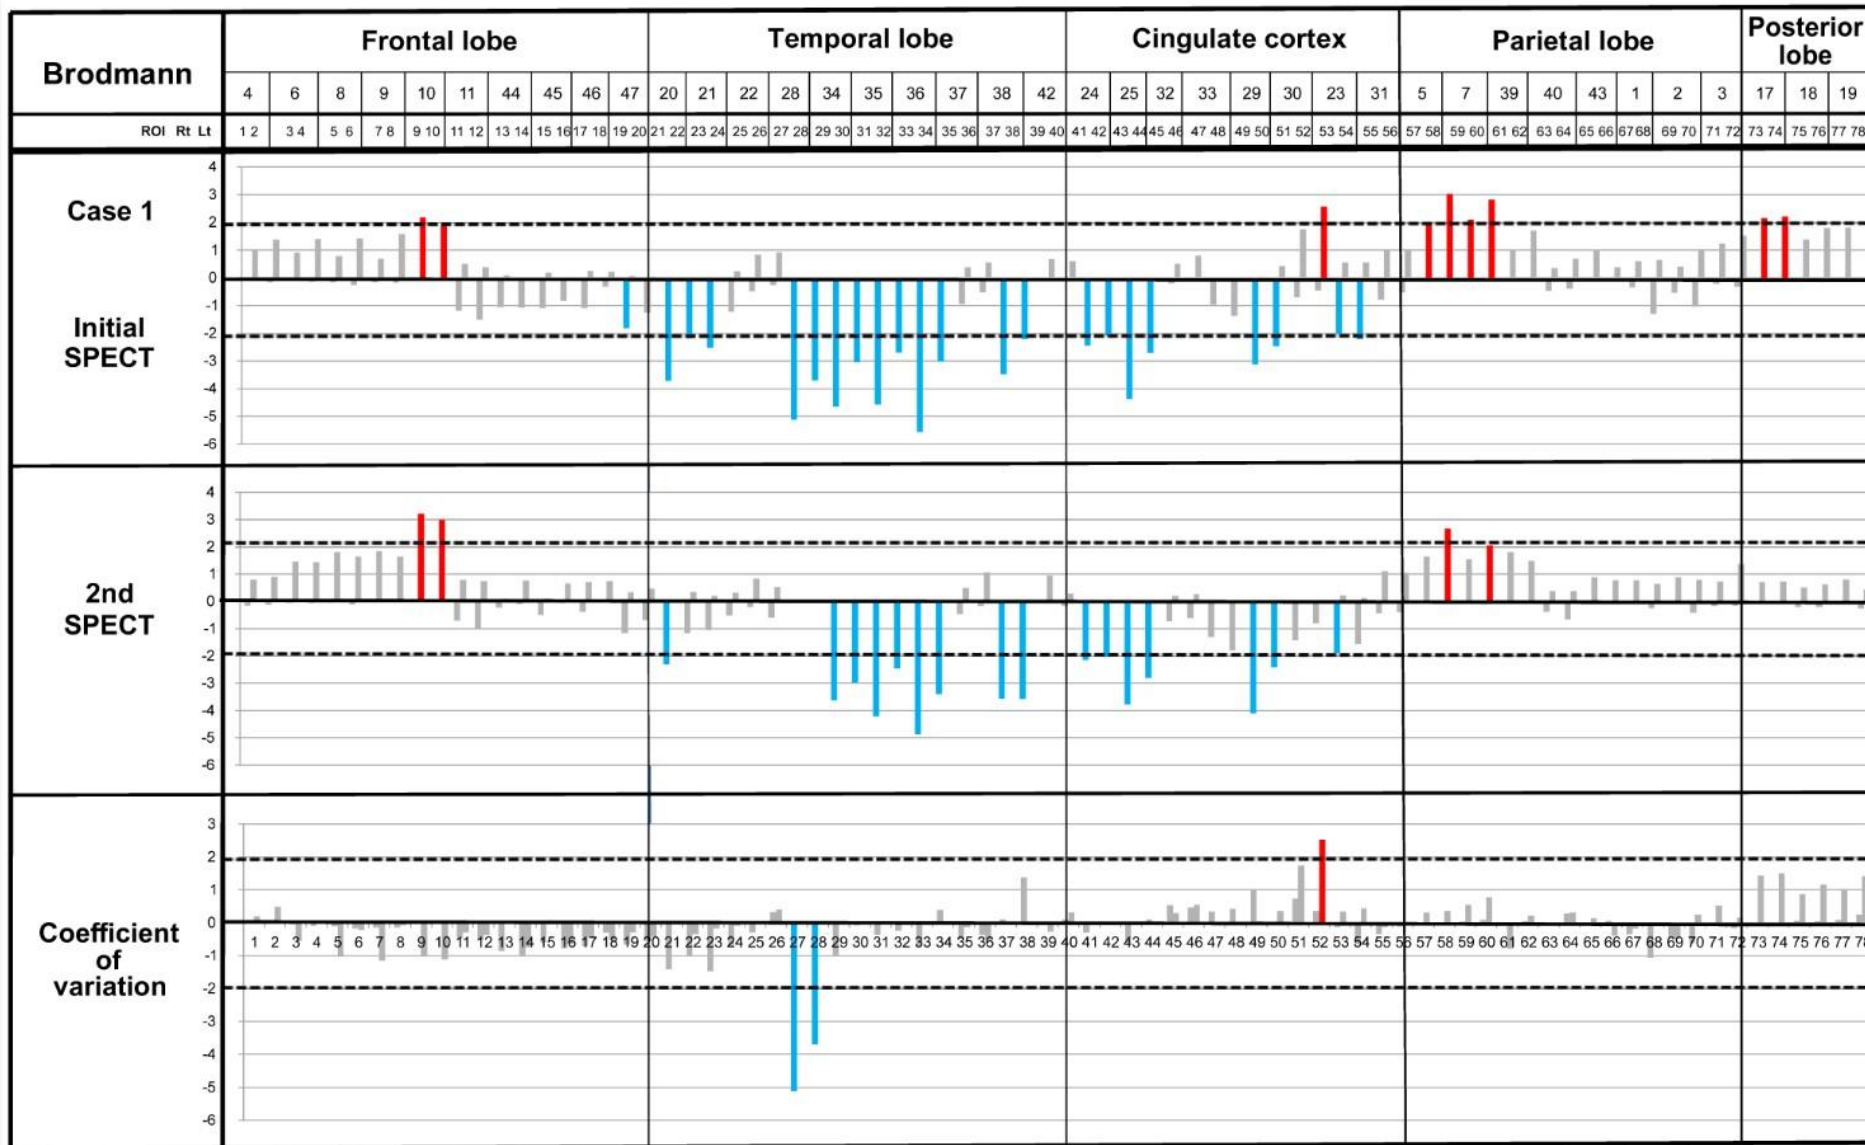 Brodmann
Frontal lobe
Temporal lobe
Cingulate cortex
Parietal lobe
Posterior
lobe
4 6 8 9 10 11 44 45 46 47 20 21 22 28 34 35 36 37 38 42 24 25 32 33 29 30 23 31 5 7 39 40 43 1 2 3 17 18 19
ROI Rt Lt 1 2 3 4 5 6 7 8 9 10 11 12 13 14 15 16 17 18 19 20 21 22 23 24 25 26 27 28 29 30 31 32 33 34 35 36 37 38 39 40 41 42 43 44 45 46 47 48 49 50 51 52 53 54 55 56 57 58 59 60 61 62 63 64 65 66 67 68 69 70 71 72 73 74 75 76 77 78
Case 1
Initial
SPECT
4
3
2
1
0
-1
-2
-3
-4
-5
-6
2nd
SPECT
4
3
2
1
0
-1
-2
-3
-4
-5
-6
Coefficient
of
variation
3
2
1
0
-1
-2
-3
-4
-5
-6
1 2 3 4 5 6 7 8 9 10 11 12 13 14 15 16 17 18 19 20 21 22 23 24 25 26 27 28 29 30 31 32 33 34 35 36 37 38 39 40 41 42 43 44 45 46 47 48 49 50 51 52 53 54 55 56 57 58 59 60 61 62 63 64 65 66 67 68 69 70 71 72 73 74 75 76 77 78